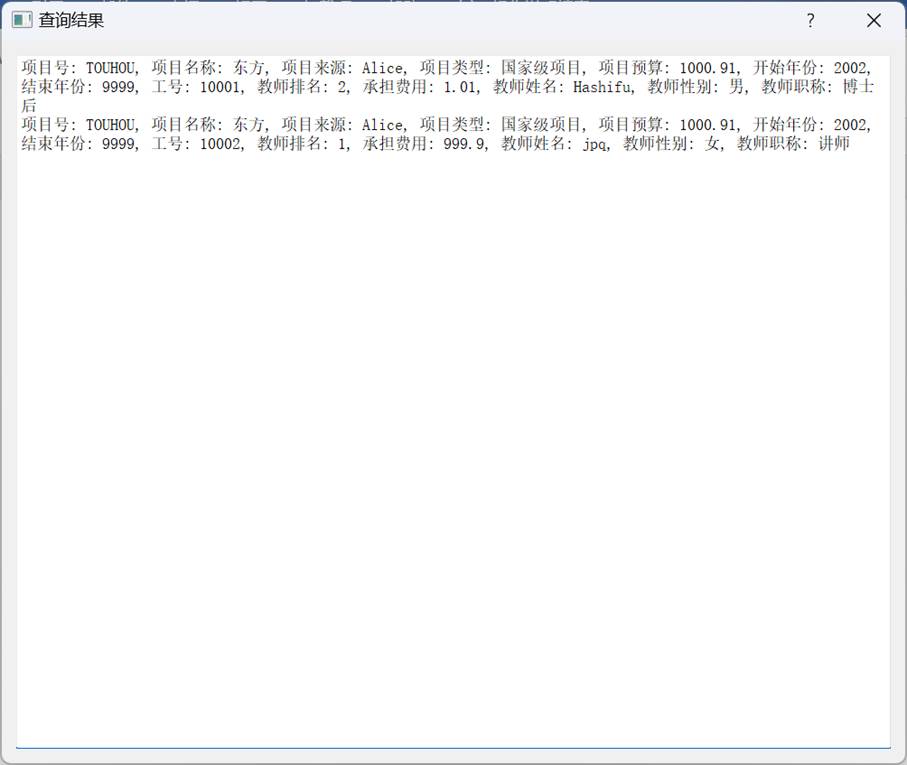 查询结果
项目号: TOUHOU, 项目名称: 东方, 项目来源: Alice, 项目类型: 国家级项目, 项目预算: 1000.91, 开始年份: 2002,
结束年份: 9999, 工号: 10001, 教师排名: 2, 承担费用: 1.01, 教师姓名: Hashifu, 教师性别: 男, 教师职称: 博士
后
项目号: TOUHOU, 项目名称: 东方, 项目来源: Alice, 项目类型: 国家级项目, 项目预算: 1000.91, 开始年份: 2002,
结束年份: 9999, 工号: 10002, 教师排名: 1, 承担费用: 999.9, 教师姓名: jpq, 教师性别: 女, 教师职称: 讲师